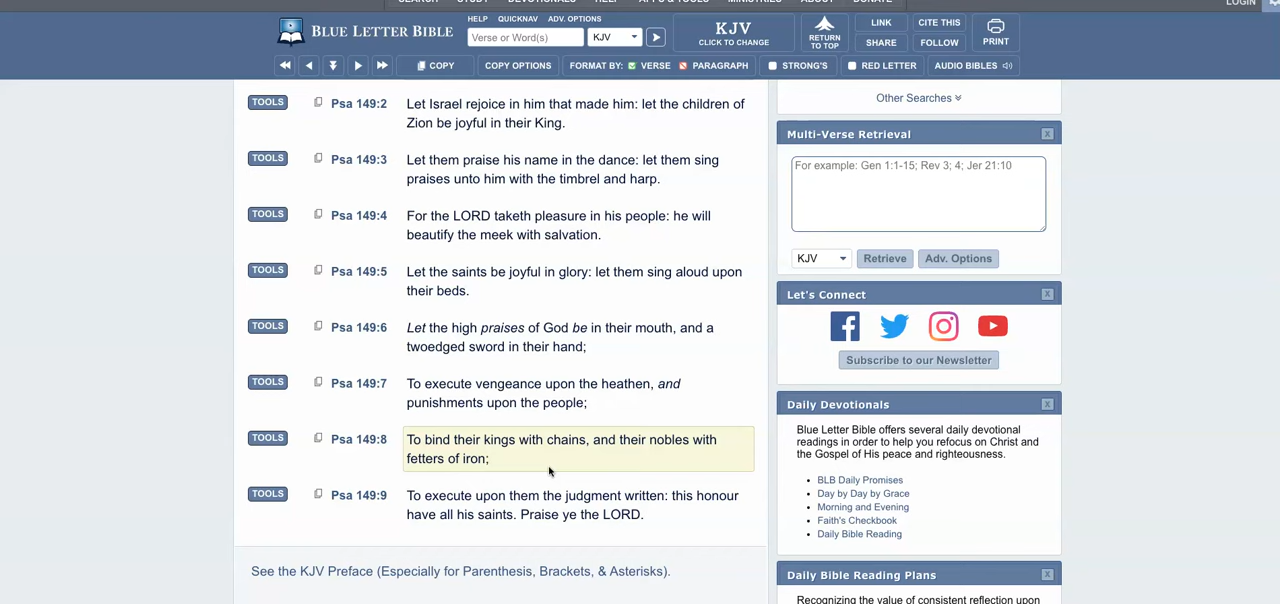 SEARCH STUDY DEVOTIONALS HELP APPS & TOOLS MINISTRIES ABOUT DONATE
LOGIN
BLUE LETTER BIBLE
HELP QUICKNAV ADV. OPTIONS
Verse or Word(s) KJV
KJV
CLICK TO CHANGE
RETURN
TO TOP
LINK CITE THIS
SHARE FOLLOW
PRINT
COPY COPY OPTIONS FORMAT BY: VERSE PARAGRAPH STRONG'S RED LETTER AUDIO BIBLES
TOOLS Psa 149:2 Let Israel rejoice in him that made him: let the children of
Zion be joyful in their King.
TOOLS Psa 149:3 Let them praise his name in the dance: let them sing
praises unto him with the timbrel and harp.
TOOLS Psa 149:4 For the LORD taketh pleasure in his people: he will
beautify the meek with salvation.
TOOLS Psa 149:5 Let the saints be joyful in glory: let them sing aloud upon
their beds.
TOOLS Psa 149:6 Let the high praises of God be in their mouth, and a
twoedged sword in their hand;
TOOLS Psa 149:7 To execute vengeance upon the heathen, and
punishments upon the people;
TOOLS Psa 149:8 To bind their kings with chains, and their nobles with
fetters of iron;
TOOLS Psa 149:9 To execute upon them the judgment written: this honour
have all his saints. Praise ye the LORD.
See the KJV Preface (Especially for Parenthesis, Brackets, & Asterisks).
Other Searches
Multi-Verse Retrieval X
For example: Gen 1:1-15; Rev 3; 4; Jer 21:10
KJV Retrieve Adv. Options
Let's Connect X
Subscribe to our Newsletter
Daily Devotionals X
Blue Letter Bible offers several daily devotional
readings in order to help you refocus on Christ and
the Gospel of His peace and righteousness.
• BLB Daily Promises
• Day by Day by Grace
• Morning and Evening
• Faith's Checkbook
• Daily Bible Reading
Daily Bible Reading Plans X
Recognizing the value of consistent reflection upon